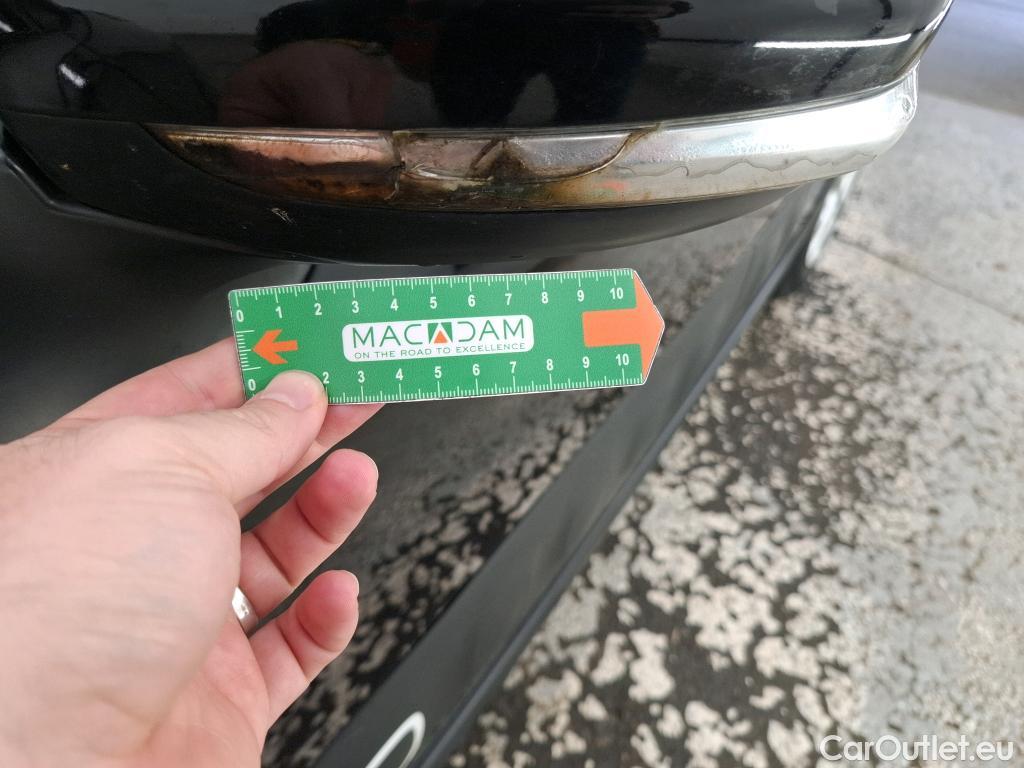 0 1 2 3 4 5 6 7 8 9 10
MACADAM
ON THE ROAD TO EXCELLENCE
0 2 3 4 5 6 7 8 9 10
CarOutlet.eu